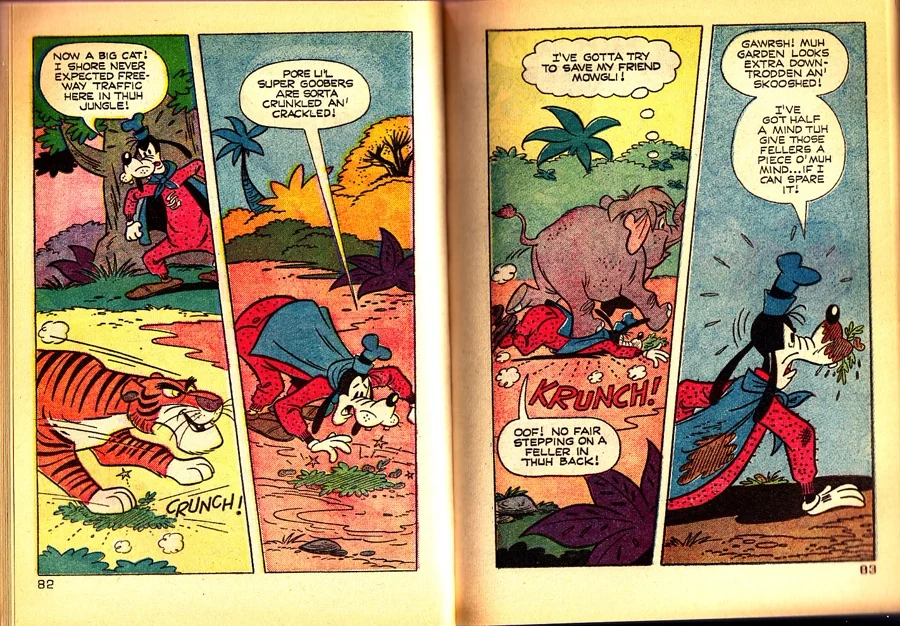 NOW A BIG CAT!
I SHORE NEVER
EXPECTED FREE-
WAY TRAFFIC
HERE IN THUH
JUNGLE!
CRUNCH!
PORE LI'L
SUPER GOOBERS
ARE SORTA
CRUNKLED AN'
CRACKLED!
82
I'VE GOTTA TRY
TO SAVE MY FRIEND
MOWGLI!
KRUNCH!
OOF! NO FAIR
STEPPING ON A
FELLER IN
THUH BACK!
GAWRSH! MUH
GARDEN LOOKS
EXTRA DOWN-
TRODDEN AN'
SKOOSHED!
I'VE
GOT HALF
A MIND TUH
GIVE THOSE
FELLERS A
PIECE O' MUH
MIND...IF I
CAN SPARE
IT!
83